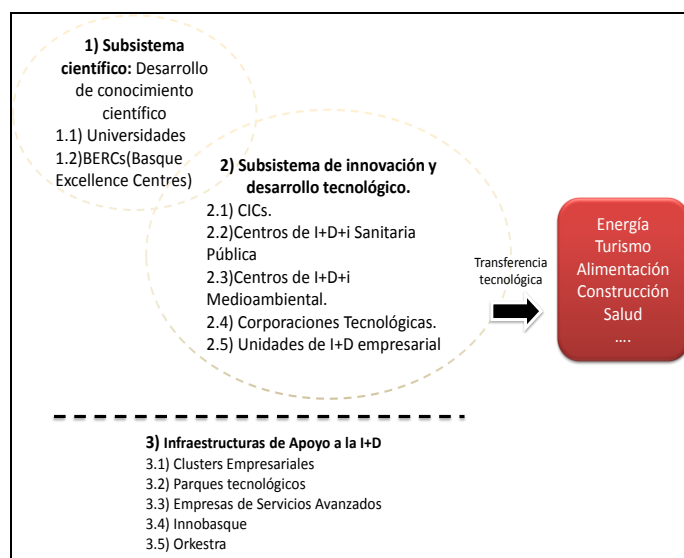 1) Subsistema
científico: Desarrollo
de conocimiento
científico
1.1) Universidades
1.2)BERCs(Basque
Excellence Centres)
2) Subsistema de innovación y
desarrollo tecnológico.
2.1) CICs.
2.2)Centros de I+D+i Sanitaria
Pública
2.3)Centros de I+D+i
Medioambiental.
2.4) Corporaciones Tecnológicas.
2.5) Unidades de I+D empresarial
Transferencia
tecnológica
Energía
Turismo
Alimentación
Construcción
Salud
....
3) Infraestructuras de Apoyo a la I+D
3.1) Clusters Empresariales
3.2) Parques tecnológicos
3.3) Empresas de Servicios Avanzados
3.4) Innobasque
3.5) Orkestra